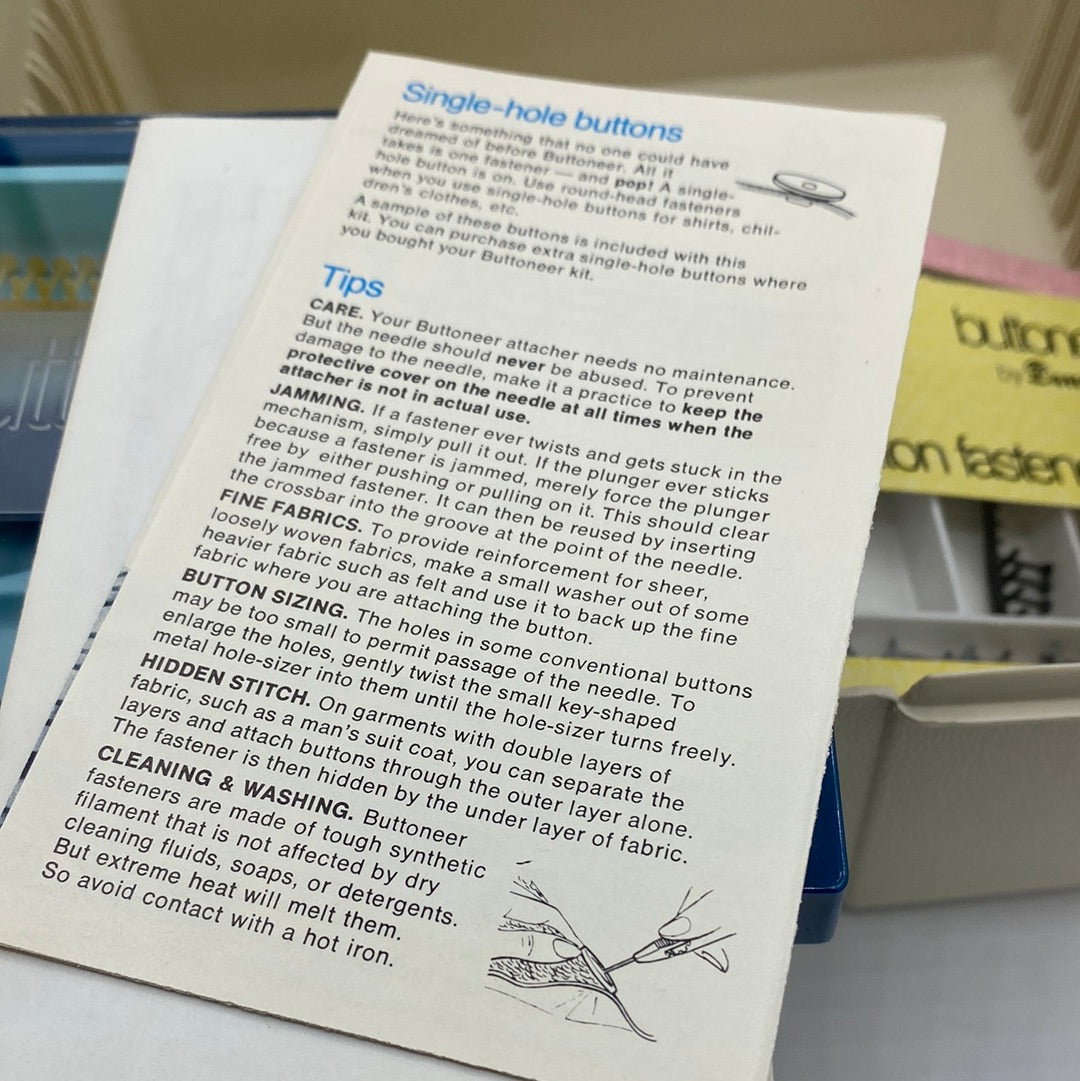 Single-hole buttons
Here's something that no one could have
dreamed of before Buttoneer. All it
takes is one fastener — and pop! A single-
hole button is on. Use round-head fasteners
when you use single-hole buttons for shirts, chil-
dren's clothes, etc.
A sample of these buttons is included with this
kit. You can purchase extra single-hole buttons where
you bought your Buttoneer kit.
Tips
CARE. Your Buttoneer attacher needs no maintenance.
But the needle should never be abused. To prevent
damage to the needle, make it a practice to keep the
protective cover on the needle at all times when the
attacher is not in actual use.
JAMMING. If a fastener ever twists and gets stuck in the
mechanism, simply pull it out. If the plunger ever sticks
because a fastener is jammed, merely force the plunger
free by either pushing or pulling on it. This should clear
the jammed fastener. It can then be reused by inserting
the crossbar into the groove at the point of the needle.
FINE FABRICS. To provide reinforcement for sheer,
loosely woven fabrics, make a small washer out of some
heavier fabric such as felt and use it to back up the fine
fabric where you are attaching the button.
BUTTON SIZING. The holes in some conventional buttons
may be too small to permit passage of the needle. To
enlarge the holes, gently twist the small key-shaped
metal hole-sizer into them until the hole-sizer turns freely.
HIDDEN STITCH. On garments with double layers of
fabric, such as a man's suit coat, you can separate the
layers and attach buttons through the outer layer alone.
The fastener is then hidden by the under layer of fabric.
CLEANING & WASHING. Buttoneer
fasteners are made of tough synthetic
filament that is not affected by dry
cleaning fluids, soaps, or detergents.
But extreme heat will melt them.
So avoid contact with a hot iron.
by
on fasten